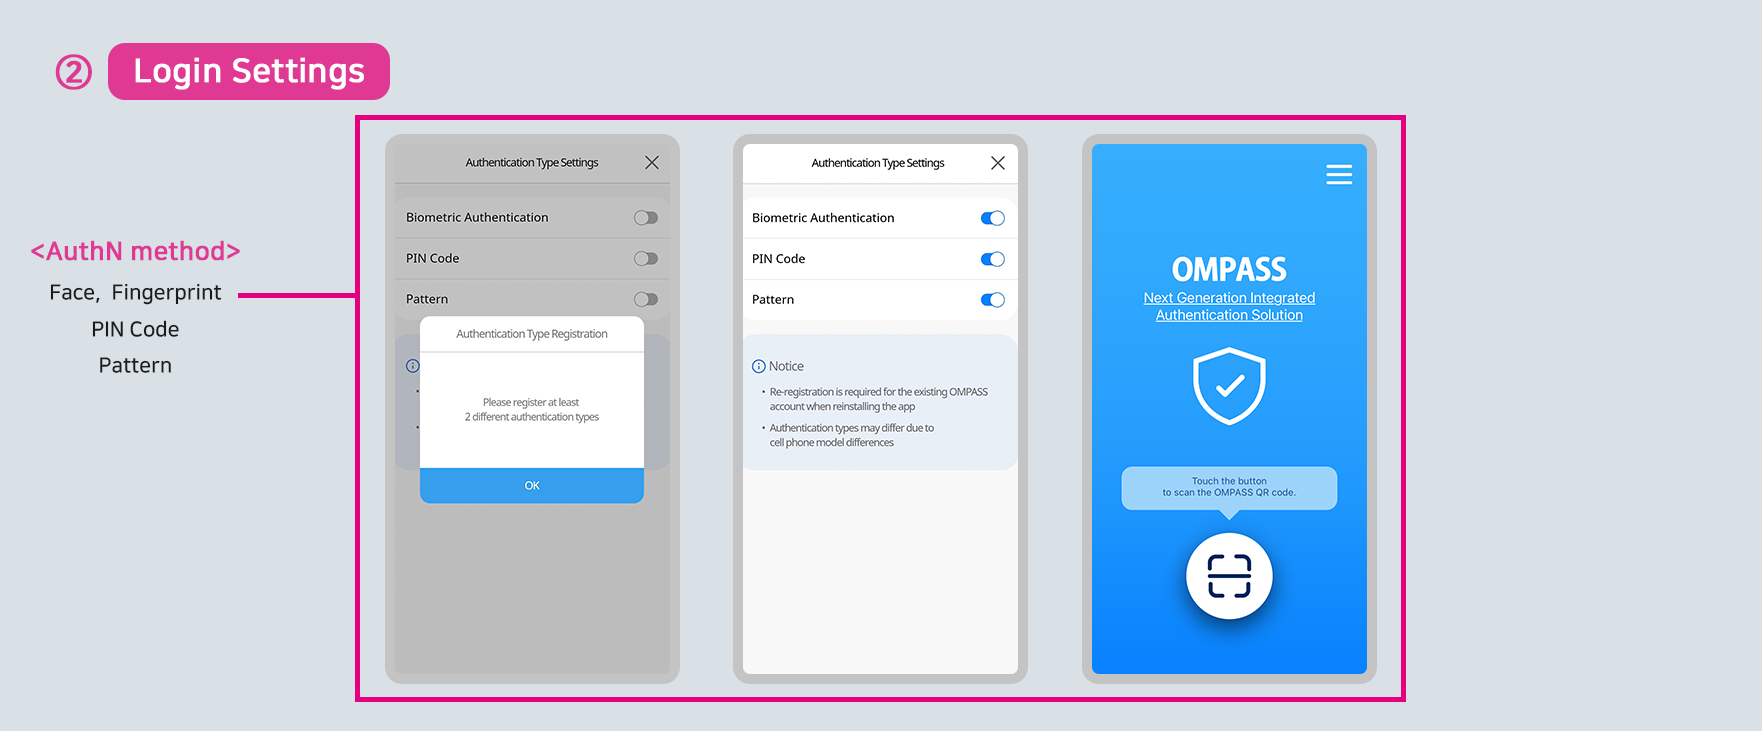 ② Login Settings
<AuthN method>
Face, Fingerprint
PIN Code
Pattern
Authentication Type Settings
Biometric Authentication
PIN Code
Pattern
Authentication Type Registration
Please register at least
2 different authentication types
OK
Authentication Type Settings
Biometric Authentication
PIN Code
Pattern
Notice
• Re-registration is required for the existing OMPASS
account when reinstalling the app
• Authentication types may differ due to
cell phone model differences
OMPASS
Next Generation Integrated
Authentication Solution
Touch the button
to scan the OMPASS QR code.